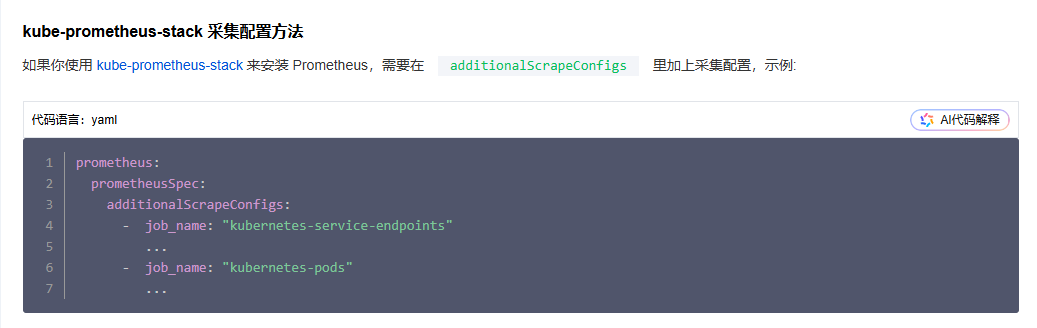 kube-prometheus-stack 采集配置方法
如果你使用 kube-prometheus-stack 来安装 Prometheus，需要在 additionalScrapeConfigs 里加上采集配置，示例:
代码语言：yaml
AI代码解释
1 prometheus:
2   prometheusSpec:
3     additionalScrapeConfigs:
4       -  job_name: "kubernetes-service-endpoints"
5          ...
6       -  job_name: "kubernetes-pods"
7          ...